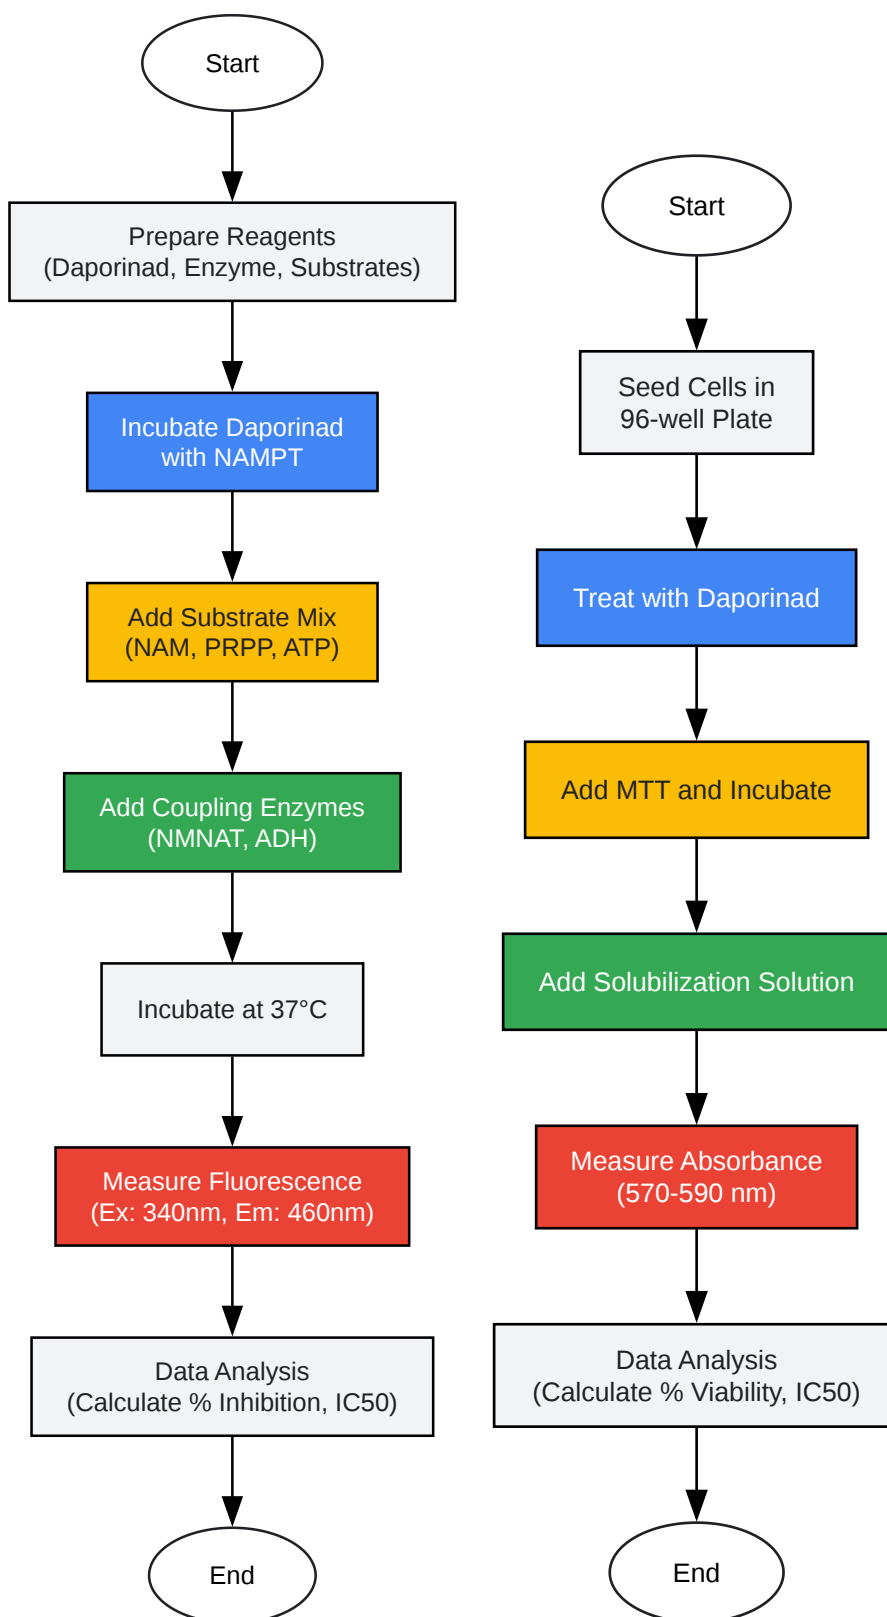 Start
Prepare Reagents
(Daporinad, Enzyme, Substrates)
Incubate Daporinad
with NAMPT
Add Substrate Mix
(NAM, PRPP, ATP)
Add Coupling Enzymes
(NMNAT, ADH)
Incubate at 37°C
Measure Fluorescence
(Ex: 340nm, Em: 460nm)
Data Analysis
(Calculate % Inhibition, IC50)
End
Start
Seed Cells in
96-well Plate
Treat with Daporinad
Add MTT and Incubate
Add Solubilization Solution
Measure Absorbance
(570-590 nm)
Data Analysis
(Calculate % Viability, IC50)
End